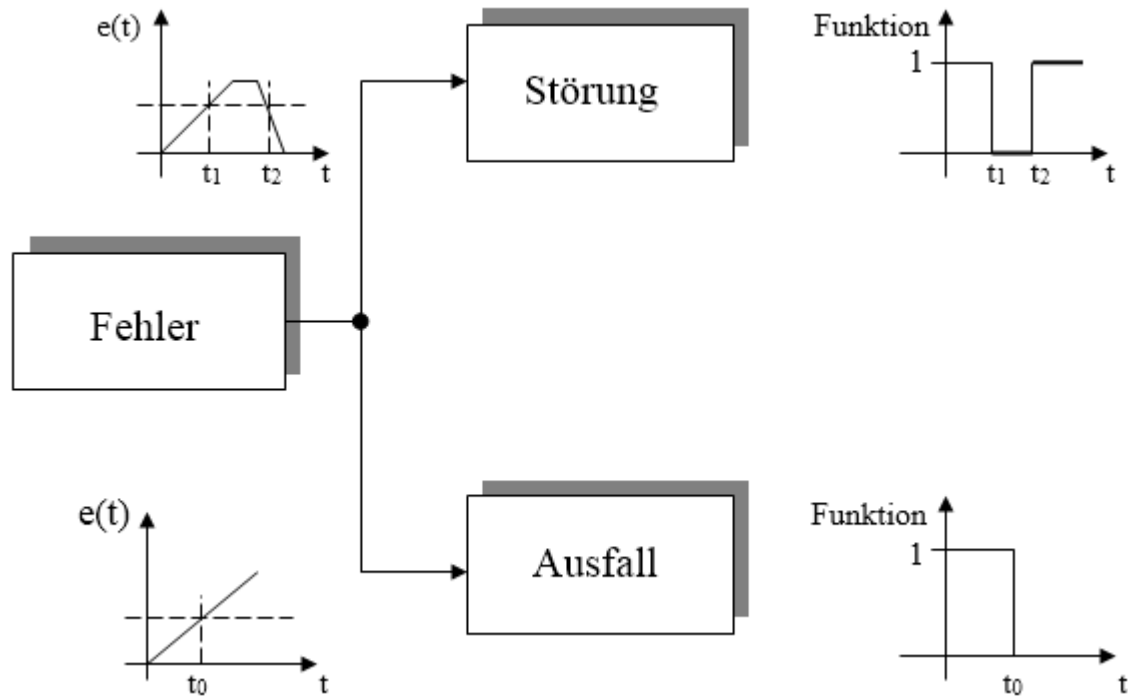 e(t)
t₁
t₂
t
Störung
Funktion
1
t₁
t₂
t
Fehler
e(t)
t₀
t
Ausfall
Funktion
1
t₀
t